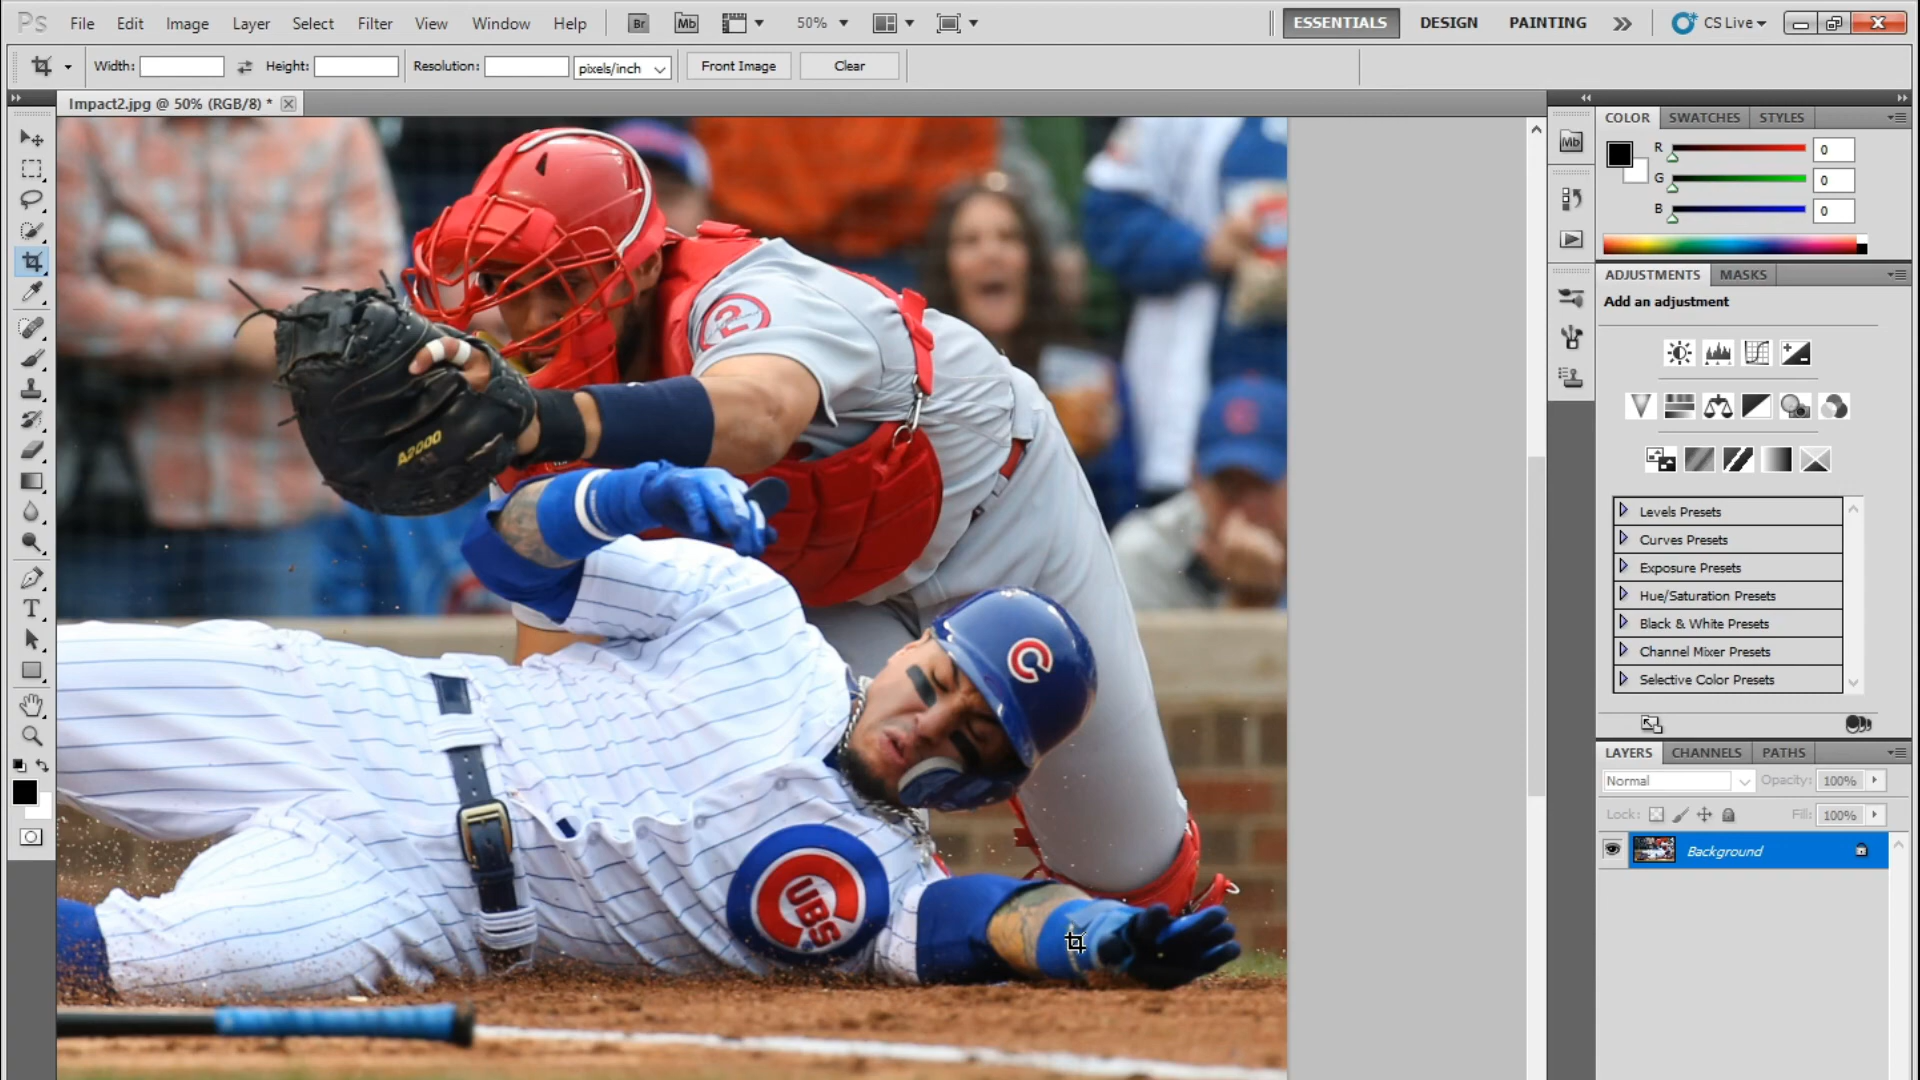 Ps File Edit Image Layer Select Filter View Window Help Br Mb 50% ESSENTIALS DESIGN PAINTING CS Live
Width: Height: Resolution: pixels/inch Front Image Clear
Impact2.jpg @ 50% (RGB/8) *
COLOR SWATCHES STYLES
Mb
R 0
G 0
B 0
ADJUSTMENTS MASKS
Add an adjustment
Levels Presets
Curves Presets
Exposure Presets
Hue/Saturation Presets
Black & White Presets
Channel Mixer Presets
Selective Color Presets
LAYERS CHANNELS PATHS
Normal Opacity: 100%
Lock: Fill: 100%
Background
T
2
A2000
C
C
CUBS